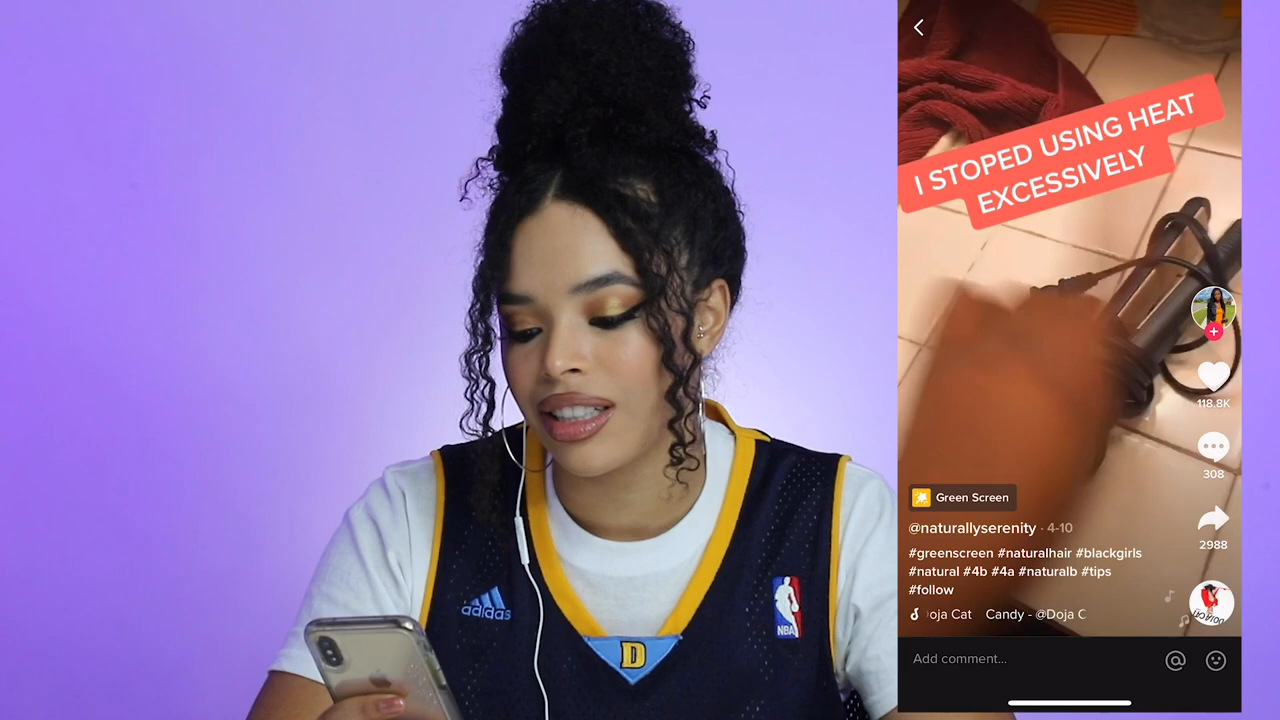 I STOPED USING HEAT
EXCESSIVELY
118.8K
308
2988
Green Screen
@naturallyserenity · 4-10
#greenscreen #naturalhair #blackgirls
#natural #4b #4a #naturalb #tips
#follow
oja Cat Candy - @Doja C
Add comment...
adidas
NBA
D